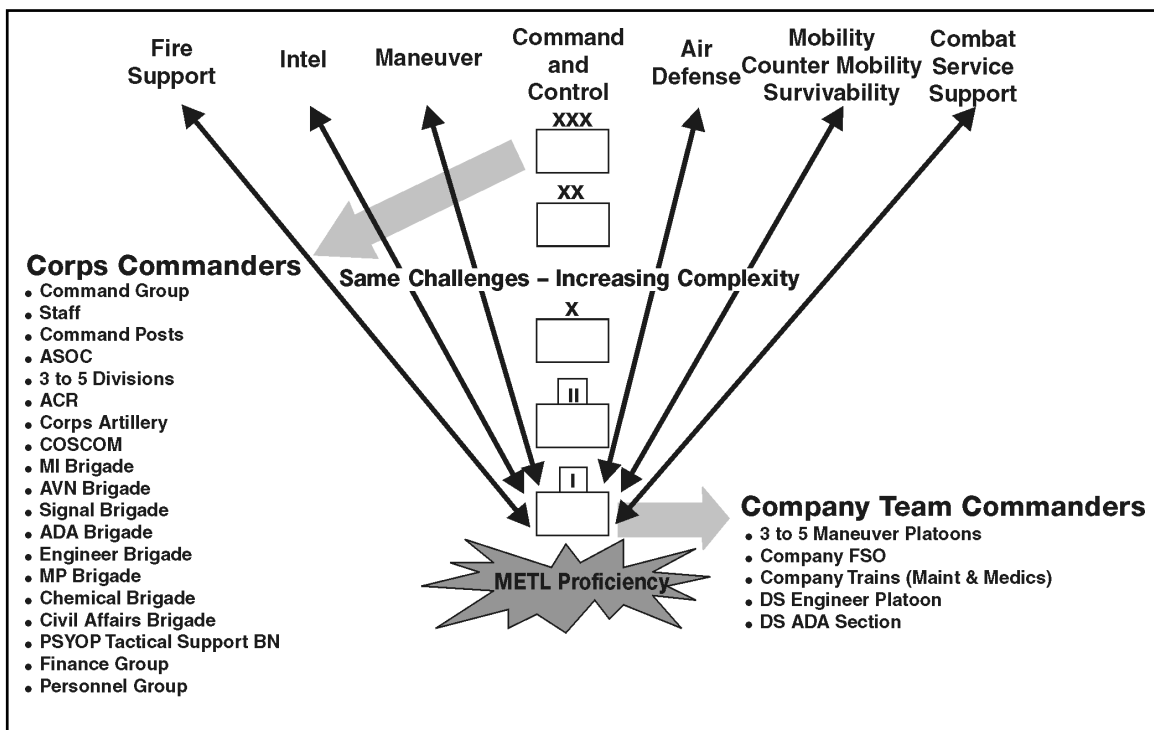 Fire
Support
Intel
Maneuver
Command
and
Control
Air
Defense
Mobility
Counter Mobility
Survivability
Combat
Service
Support
XXX
XX
Same Challenges – Increasing Complexity
X
II
I
METL Proficiency
Corps Commanders
• Command Group
• Staff
• Command Posts
• ASOC
• 3 to 5 Divisions
• ACR
• Corps Artillery
• COSCOM
• MI Brigade
• AVN Brigade
• Signal Brigade
• ADA Brigade
• Engineer Brigade
• MP Brigade
• Chemical Brigade
• Civil Affairs Brigade
• PSYOP Tactical Support BN
• Finance Group
• Personnel Group
Company Team Commanders
• 3 to 5 Maneuver Platoons
• Company FSO
• Company Trains (Maint & Medics)
• DS Engineer Platoon
• DS ADA Section